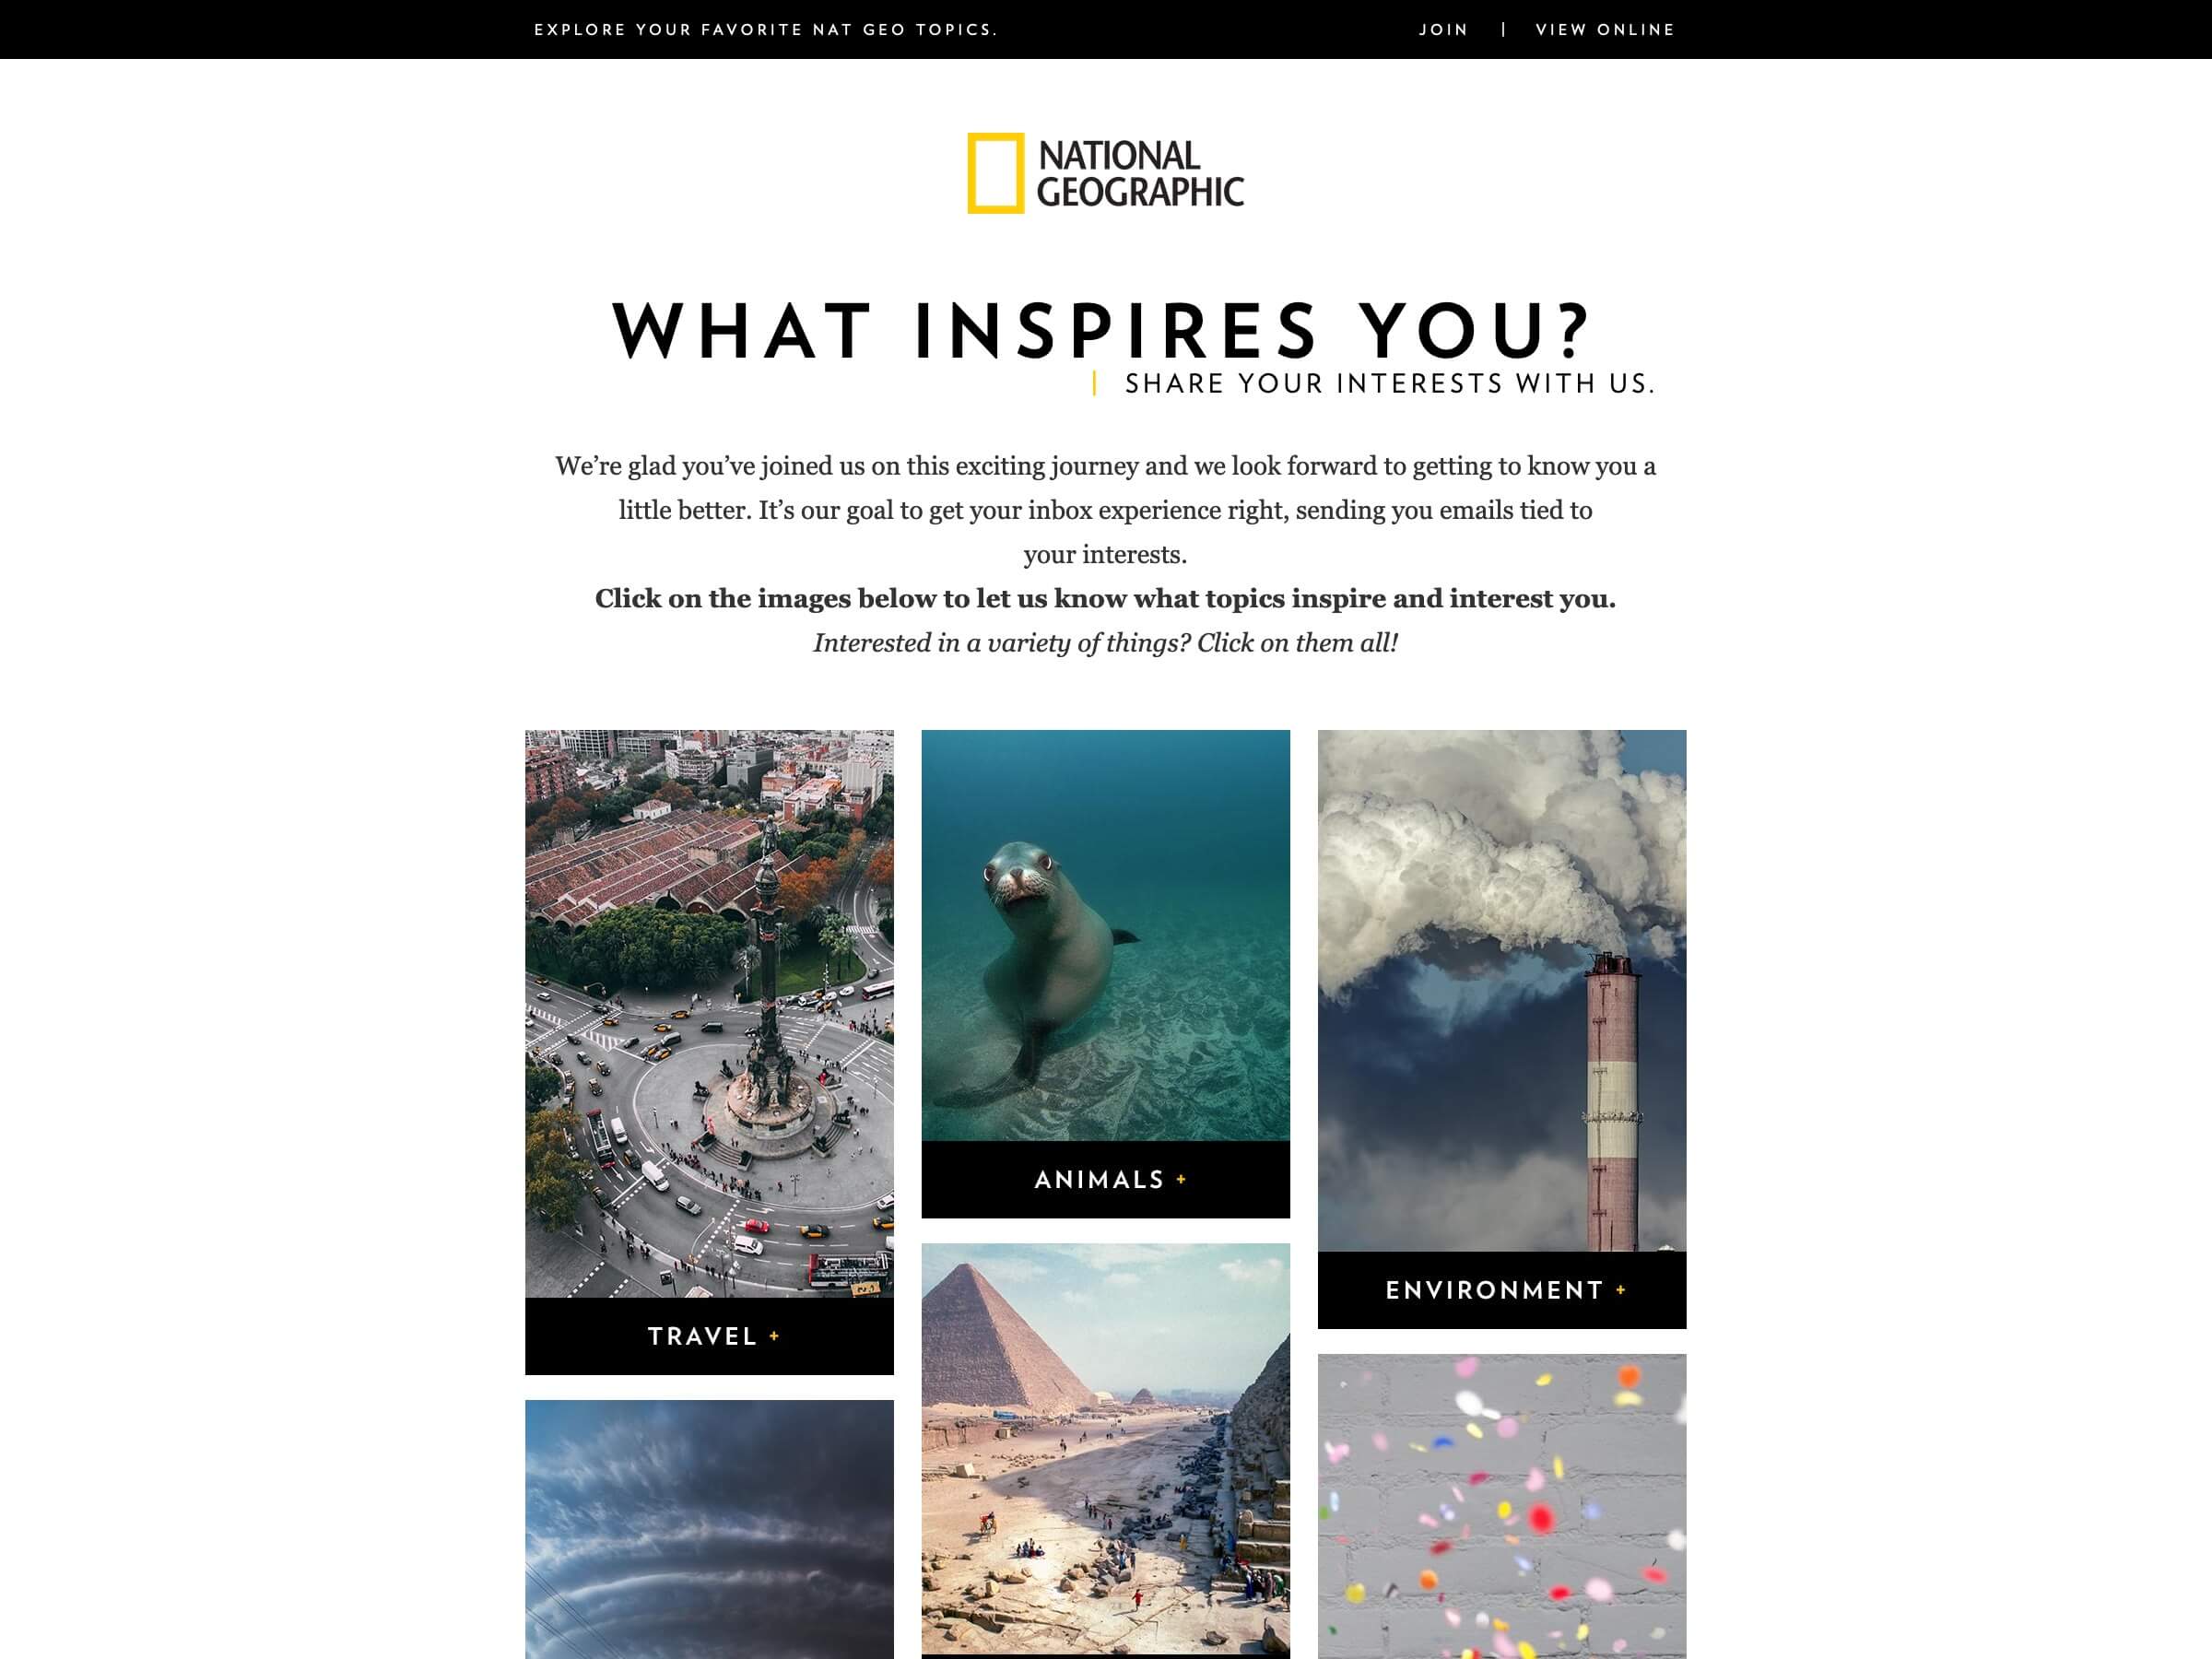 EXPLORE YOUR FAVORITE NAT GEO TOPICS.
JOIN | VIEW ONLINE
NATIONAL
GEOGRAPHIC
WHAT INSPIRES YOU?
| SHARE YOUR INTERESTS WITH US.
We’re glad you’ve joined us on this exciting journey and we look forward to getting to know you a
little better. It’s our goal to get your inbox experience right, sending you emails tied to
your interests.
Click on the images below to let us know what topics inspire and interest you.
Interested in a variety of things? Click on them all!
ANIMALS +
ENVIRONMENT +
TRAVEL +